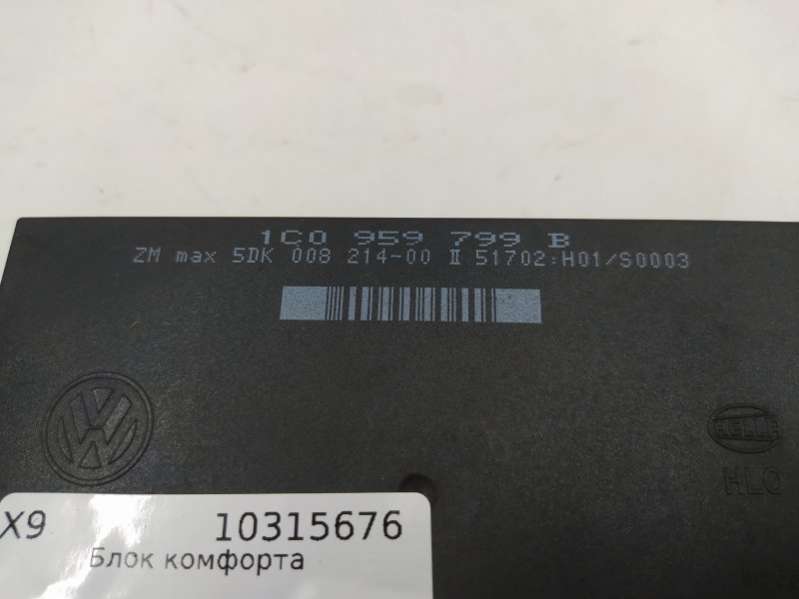 1C0 959 799 B
ZM max 5DK 008 214-00 II 51702:H01/S0003
HELLA
HLO
X9 10315676
Блок комфорта